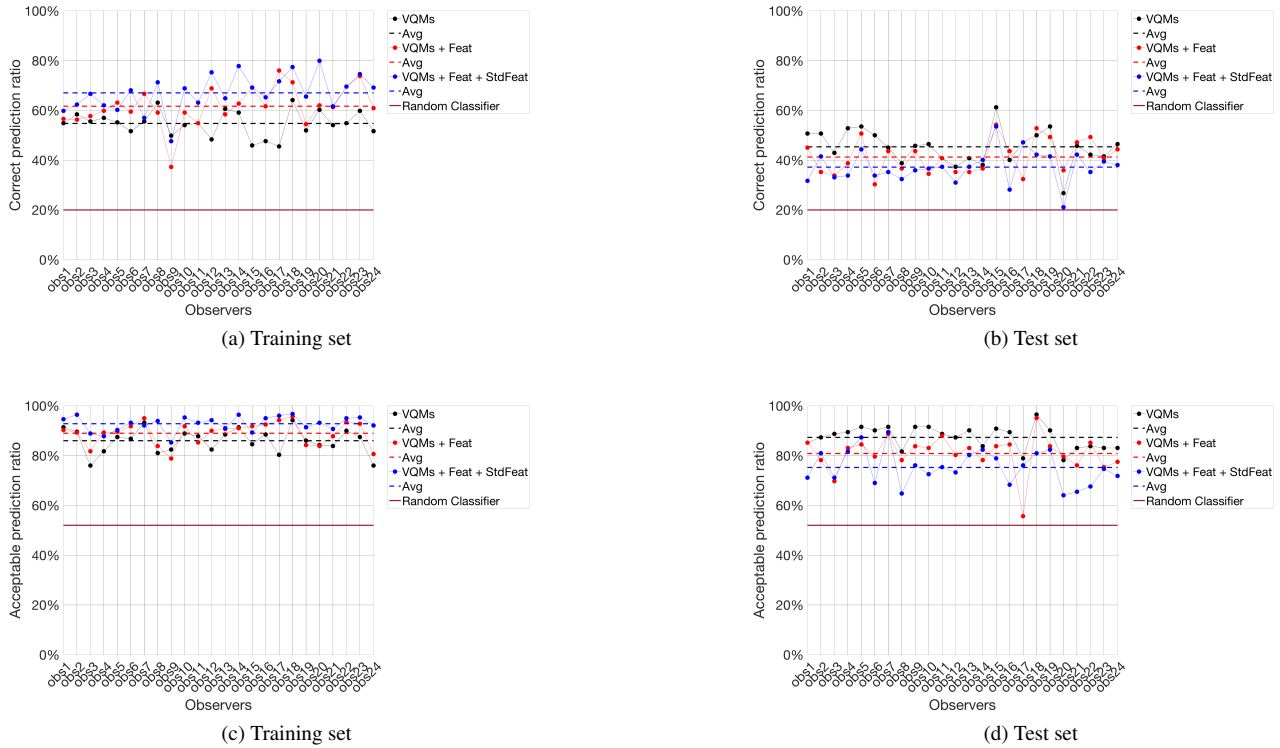 100%
80%
60%
40%
20%
0%
Correct prediction ratio
obs1
obs2
obs3
obs4
obs5
obs6
obs7
obs8
obs9
obs10
obs11
obs12
obs13
obs14
obs15
obs16
obs17
obs18
obs19
obs20
obs21
obs22
obs23
obs24
Observers
VQMs
Avg
VQMs + Feat
Avg
VQMs + Feat + StdFeat
Avg
Random Classifier
(a) Training set
100%
80%
60%
40%
20%
0%
Correct prediction ratio
obs1
obs2
obs3
obs4
obs5
obs6
obs7
obs8
obs9
obs10
obs11
obs12
obs13
obs14
obs15
obs16
obs17
obs18
obs19
obs20
obs21
obs22
obs23
obs24
Observers
VQMs
Avg
VQMs + Feat
Avg
VQMs + Feat + StdFeat
Avg
Random Classifier
(b) Test set
100%
80%
60%
40%
20%
0%
Acceptable prediction ratio
obs1
obs2
obs3
obs4
obs5
obs6
obs7
obs8
obs9
obs10
obs11
obs12
obs13
obs14
obs15
obs16
obs17
obs18
obs19
obs20
obs21
obs22
obs23
obs24
Observers
VQMs
Avg
VQMs + Feat
Avg
VQMs + Feat + StdFeat
Avg
Random Classifier
(c) Training set
100%
80%
60%
40%
20%
0%
Acceptable prediction ratio
obs1
obs2
obs3
obs4
obs5
obs6
obs7
obs8
obs9
obs10
obs11
obs12
obs13
obs14
obs15
obs16
obs17
obs18
obs19
obs20
obs21
obs22
obs23
obs24
Observers
VQMs
Avg
VQMs + Feat
Avg
VQMs + Feat + StdFeat
Avg
Random Classifier
(d) Test set